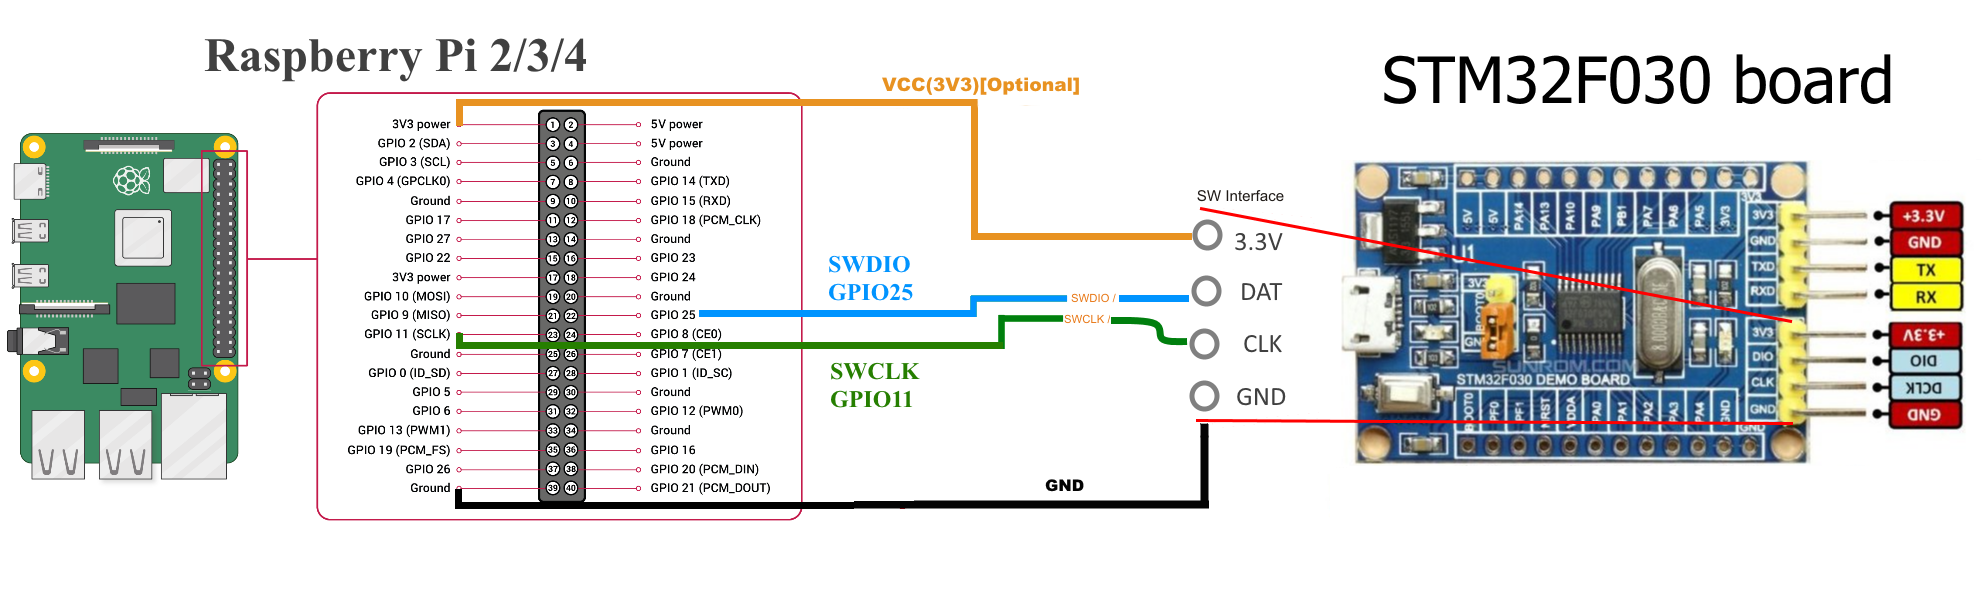 Raspberry Pi 2/3/4
STM32F030 board
VCC(3V3)[Optional]
3V3 power 1 2 5V power
GPIO 2 (SDA) 3 4 5V power
GPIO 3 (SCL) 5 6 Ground
GPIO 4 (GPCLK0) 7 8 GPIO 14 (TXD)
Ground 9 10 GPIO 15 (RXD)
GPIO 17 11 12 GPIO 18 (PCM_CLK)
GPIO 27 13 14 Ground
GPIO 22 15 16 GPIO 23
3V3 power 17 18 GPIO 24
GPIO 10 (MOSI) 19 20 Ground
GPIO 9 (MISO) 21 22 GPIO 25
GPIO 11 (SCLK) 23 24 GPIO 8 (CE0)
Ground 25 26 GPIO 7 (CE1)
GPIO 0 (ID_SD) 27 28 GPIO 1 (ID_SC)
GPIO 5 29 30 Ground
GPIO 6 31 32 GPIO 12 (PWM0)
GPIO 13 (PWM1) 33 34 Ground
GPIO 19 (PCM_FS) 35 36 GPIO 16
GPIO 26 37 38 GPIO 20 (PCM_DIN)
Ground 39 40 GPIO 21 (PCM_DOUT)
SWDIO
GPIO25
SWDIO /
SWCLK /
SWCLK
GPIO11
GND
SW Interface
3.3V
DAT
CLK
GND
5V 5V PA14 PA13 PA10 PA9 PB1 PA7 PA6 PA5 3V3
3V3
3V3
GND
TXD
RXD
3V3
DIO
CLK
GND
GND
U1
3V3
BOOT0
GND
8.000
SUNROM.COM
STM32F030 DEMO BOARD
BOOT0 PF0 PF1 NRST VDDA PA0 PA1 PA2 PA3 PA4 GND
+3.3V
GND
TX
RX
+3.3V
DIO
DCLK
GND